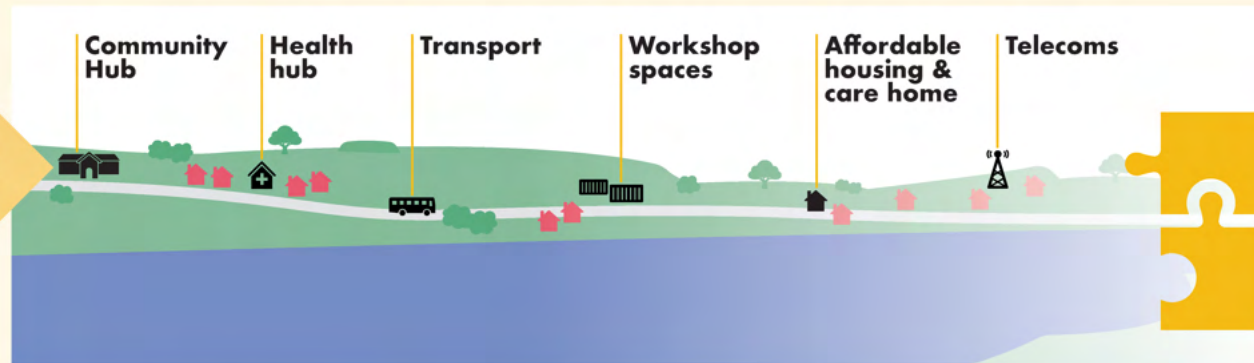 Community
Hub
Health
hub
Transport
Workshop
spaces
Affordable
housing &
care home
Telecoms